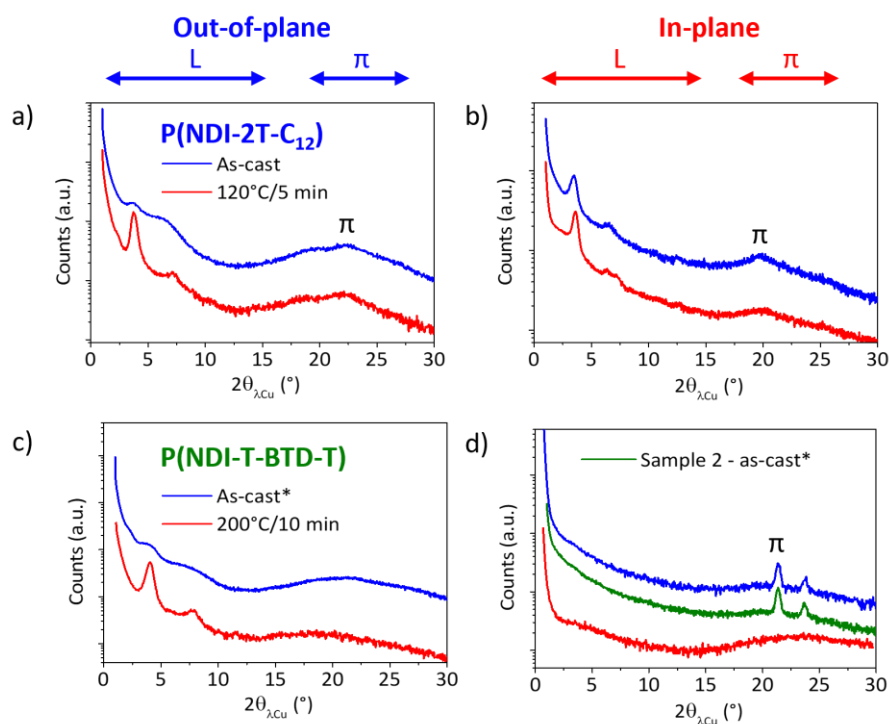 Out-of-plane
In-plane
L
π
L
π
a)
P(NDI-2T-C₁₂)
As-cast
120°C/5 min
π
Counts (a.u.)
0 5 10 15 20 25 30
2θλCu (°)
b)
π
Counts (a.u.)
0 5 10 15 20 25 30
2θλCu (°)
c)
P(NDI-T-BTD-T)
As-cast*
200°C/10 min
Counts (a.u.)
0 5 10 15 20 25 30
2θλCu (°)
d)
Sample 2 - as-cast*
π
Counts (a.u.)
0 5 10 15 20 25 30
2θλCu (°)